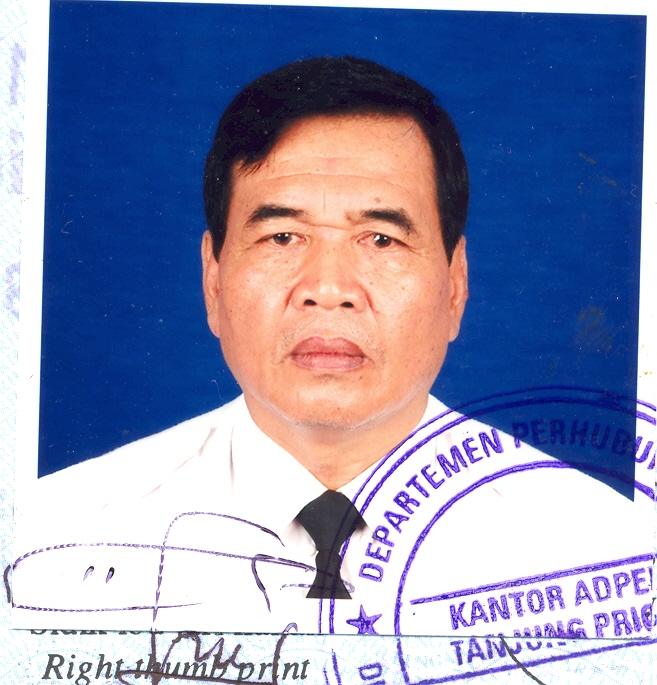 DEPARTEMEN PERHUBU
KANTOR ADPE
TANJUNG PRIO
Right thumb print